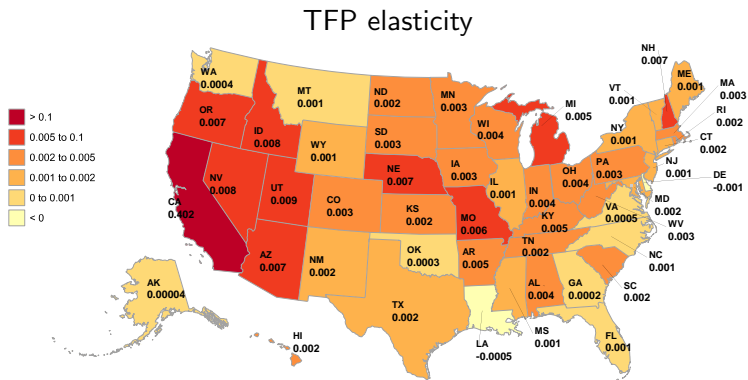 TFP elasticity
> 0.1
0.005 to 0.1
0.002 to 0.005
0.001 to 0.002
0 to 0.001
< 0
WA
0.0004
OR
0.007
CA
0.402
ID
0.008
NV
0.008
MT
0.001
WY
0.001
UT
0.009
AZ
0.007
CO
0.003
NM
0.002
ND
0.002
SD
0.003
NE
0.007
KS
0.002
OK
0.0003
TX
0.002
MN
0.003
IA
0.003
MO
0.006
AR
0.005
LA
-0.0005
WI
0.004
IL
0.001
MI
0.005
IN
0.004
OH
0.004
KY
0.005
TN
0.002
MS
0.001
AL
0.004
GA
0.0002
FL
0.001
SC
0.002
NC
0.001
WV
0.003
VA
0.0005
MD
0.002
DE
-0.001
PA
0.003
NJ
0.001
NY
0.001
CT
0.002
RI
0.002
MA
0.003
VT
0.001
NH
0.007
ME
0.001
AK
0.00004
HI
0.002